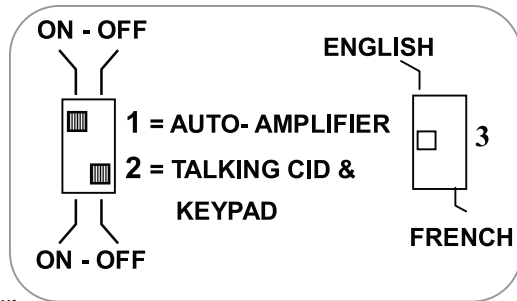 ON - OFF
1 = AUTO- AMPLIFIER
2 = TALKING CID &
KEYPAD
ON - OFF
ENGLISH
3
FRENCH